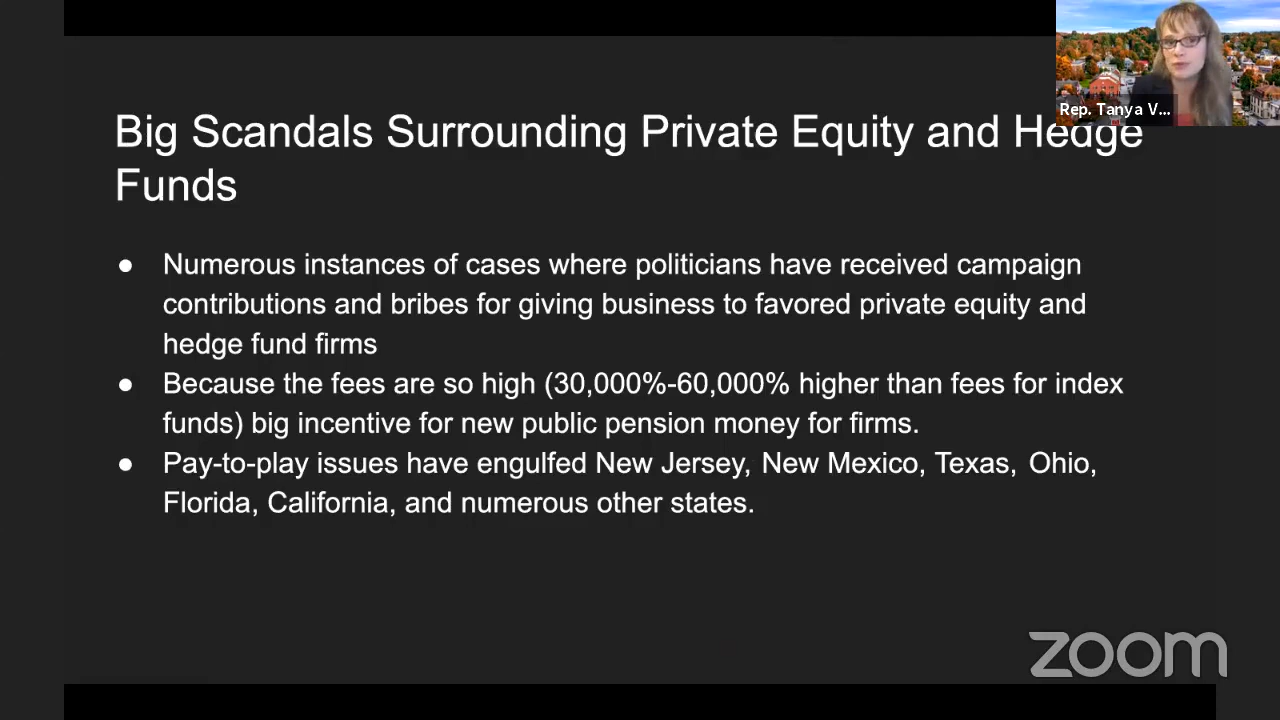 Rep. Tanya V...
Big Scandals Surrounding Private Equity and Hedge
Funds
● Numerous instances of cases where politicians have received campaign
contributions and bribes for giving business to favored private equity and
hedge fund firms
● Because the fees are so high (30,000%-60,000% higher than fees for index
funds) big incentive for new public pension money for firms.
● Pay-to-play issues have engulfed New Jersey, New Mexico, Texas, Ohio,
Florida, California, and numerous other states.
zoom